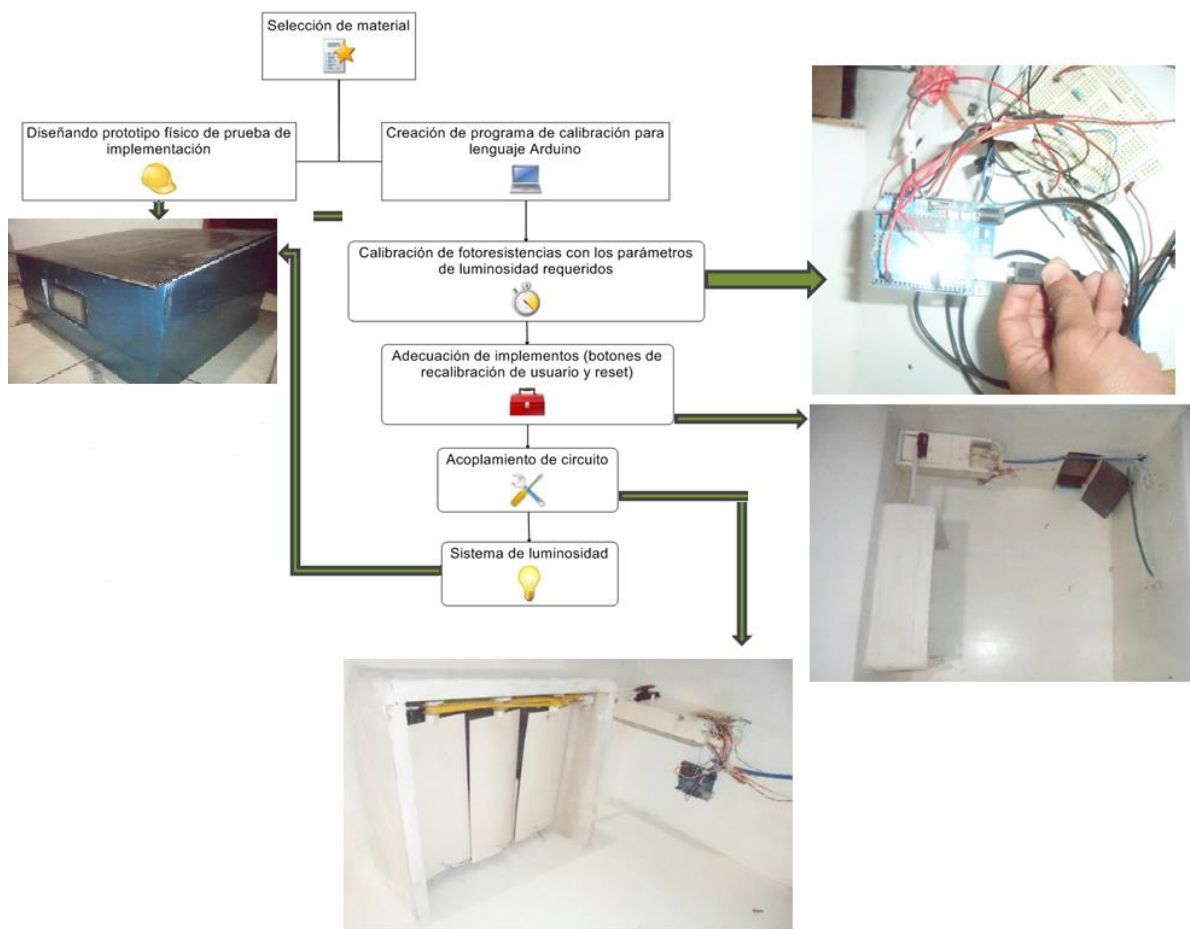 Selección de material
Diseñando prototipo físico de prueba de
implementación
Creación de programa de calibración para
lenguaje Arduino
Calibración de fotoresistencias con los parámetros
de luminosidad requeridos
Adecuación de implementos (botones de
recalibración de usuario y reset)
Acoplamiento de circuito
Sistema de luminosidad